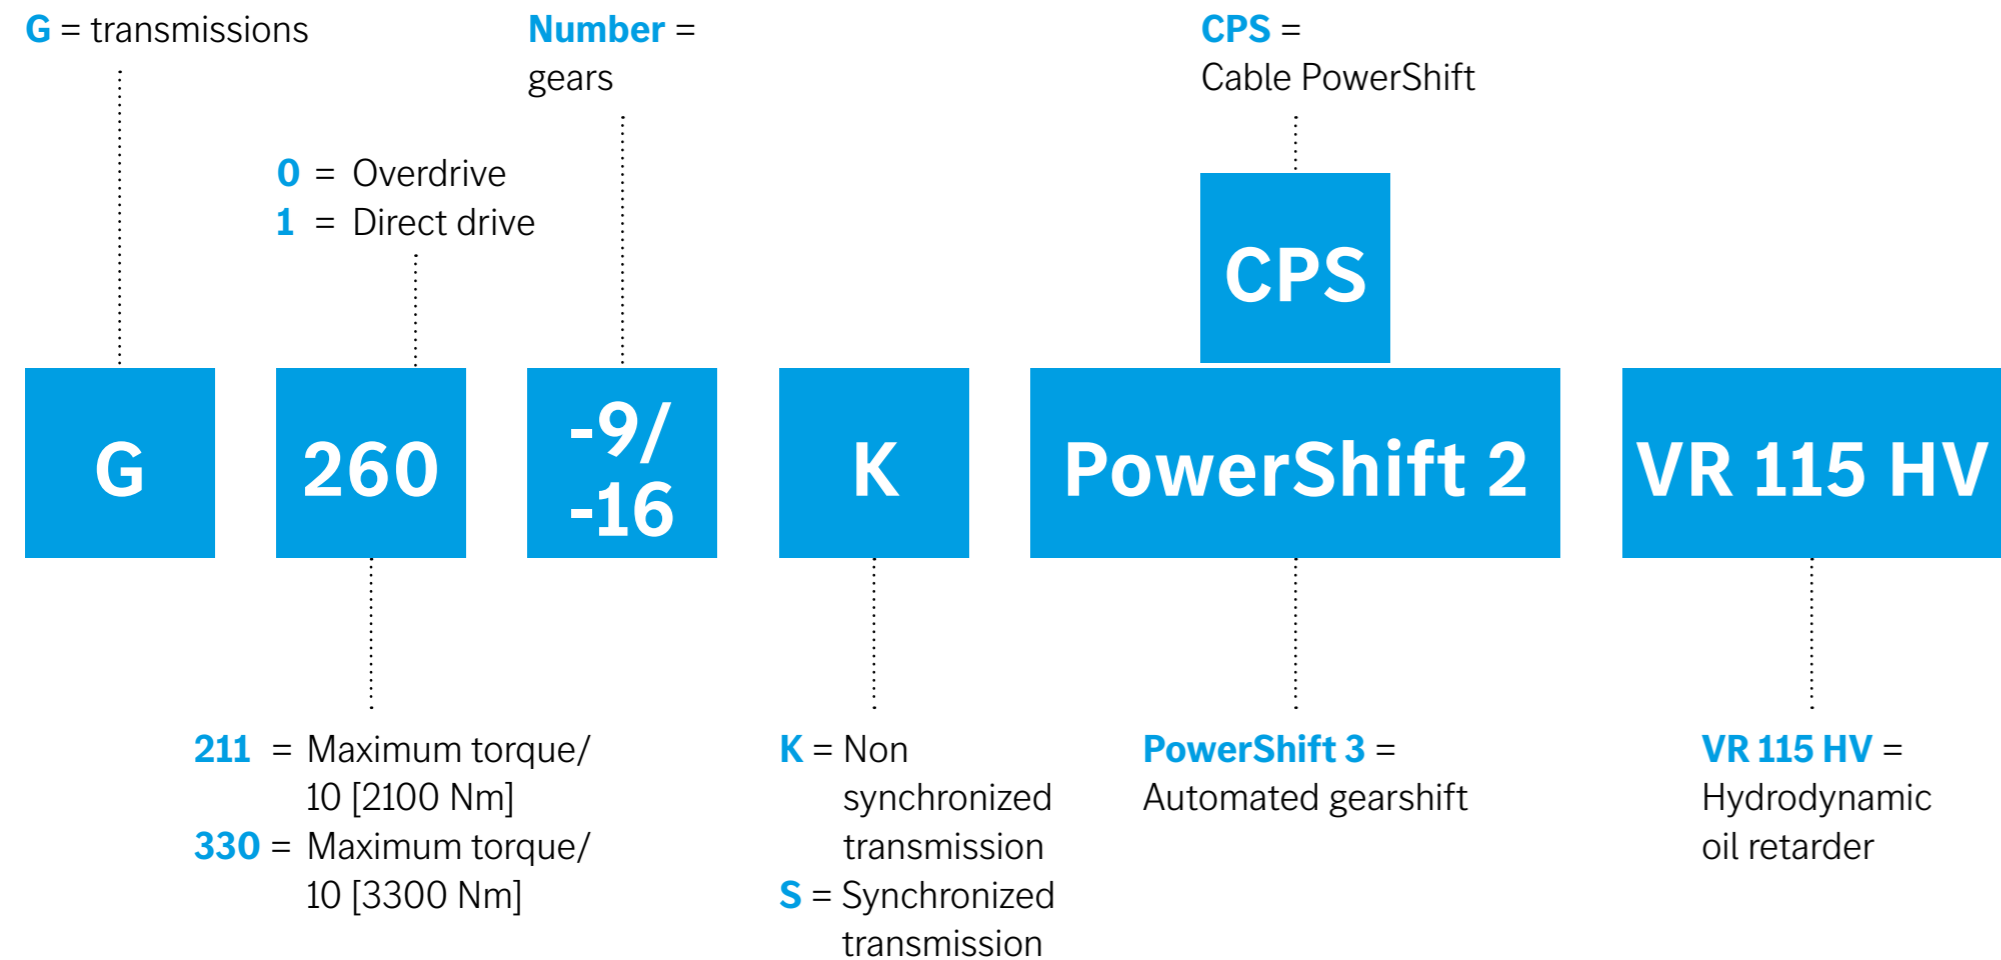 G = transmissions
Number =
gears
CPS =
Cable PowerShift
0 = Overdrive
1 = Direct drive
CPS
G
260
-9/
-16
K
PowerShift 2
VR 115 HV
211 = Maximum torque/
10 [2100 Nm]
330 = Maximum torque/
10 [3300 Nm]
K = Non
synchronized
transmission
S = Synchronized
transmission
PowerShift 3 =
Automated gearshift
VR 115 HV =
Hydrodynamic
oil retarder